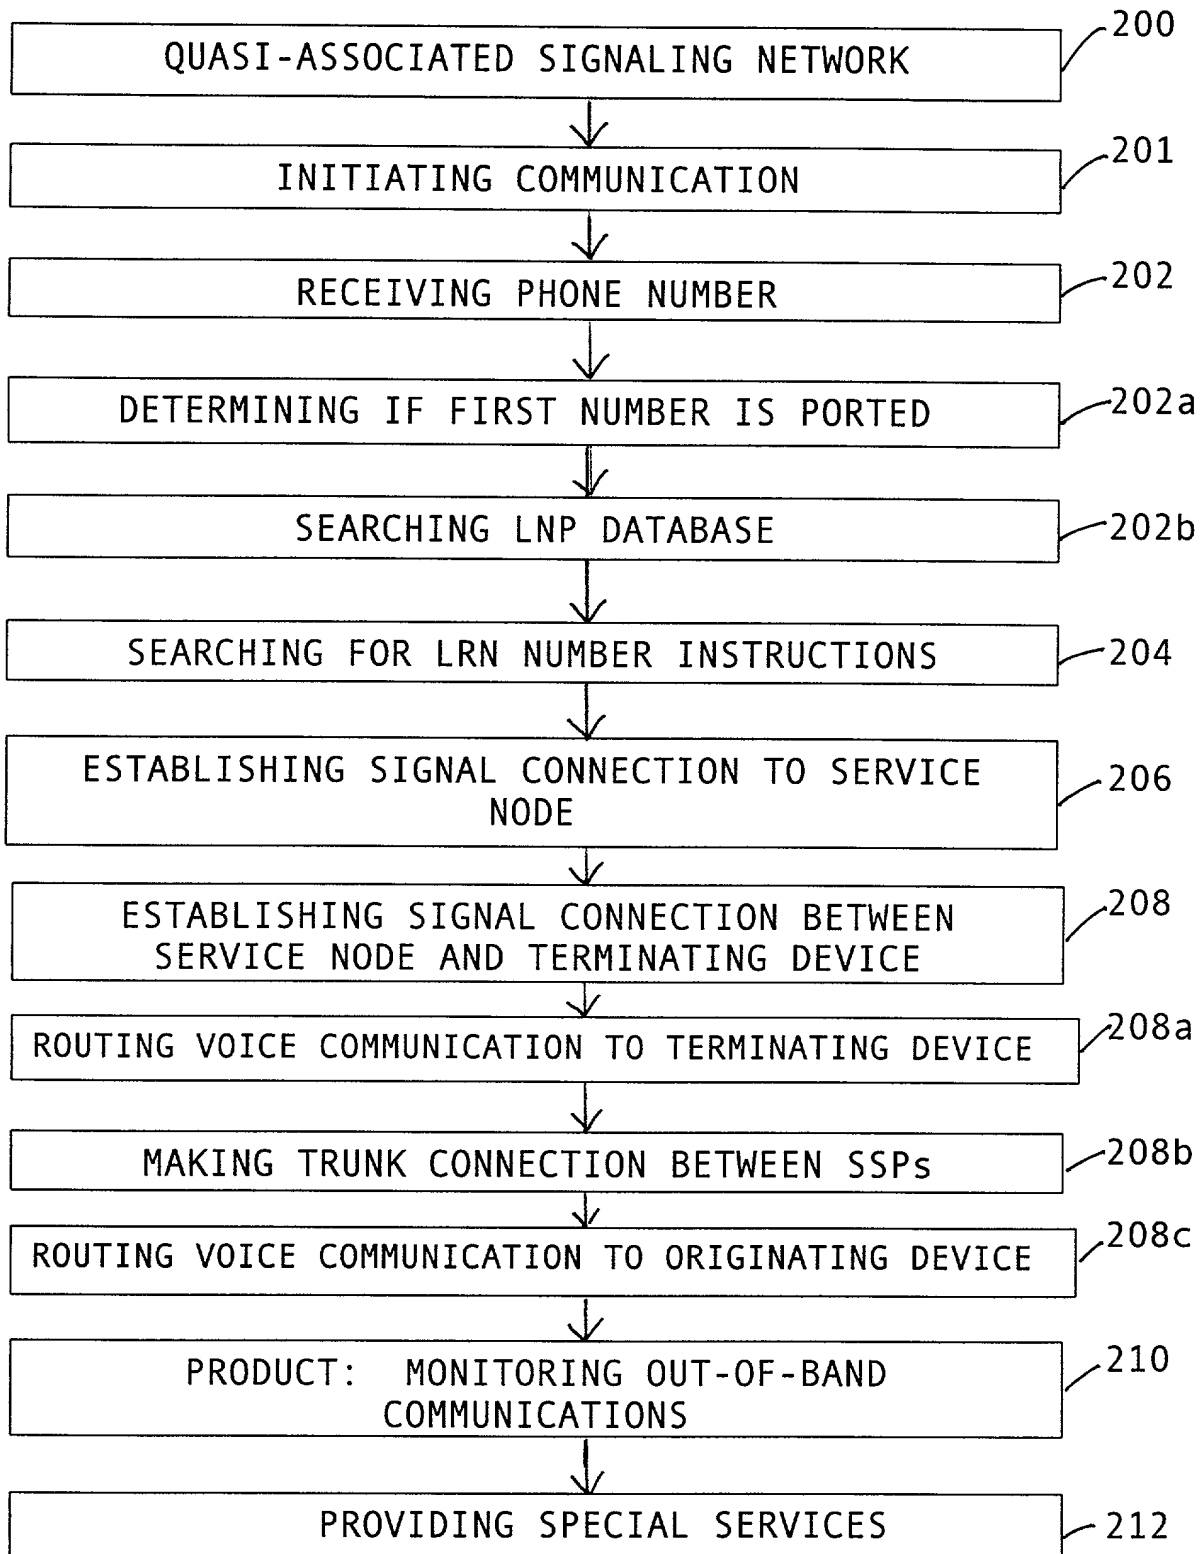 200
QUASI-ASSOCIATED SIGNALING NETWORK
201
INITIATING COMMUNICATION
202
RECEIVING PHONE NUMBER
202a
DETERMINING IF FIRST NUMBER IS PORTED
202b
SEARCHING LNP DATABASE
204
SEARCHING FOR LRN NUMBER INSTRUCTIONS
206
ESTABLISHING SIGNAL CONNECTION TO SERVICE
NODE
208
ESTABLISHING SIGNAL CONNECTION BETWEEN
SERVICE NODE AND TERMINATING DEVICE
208a
ROUTING VOICE COMMUNICATION TO TERMINATING DEVICE
208b
MAKING TRUNK CONNECTION BETWEEN SSPs
208c
ROUTING VOICE COMMUNICATION TO ORIGINATING DEVICE
210
PRODUCT: MONITORING OUT-OF-BAND
COMMUNICATIONS
PROVIDING SPECIAL SERVICES
212